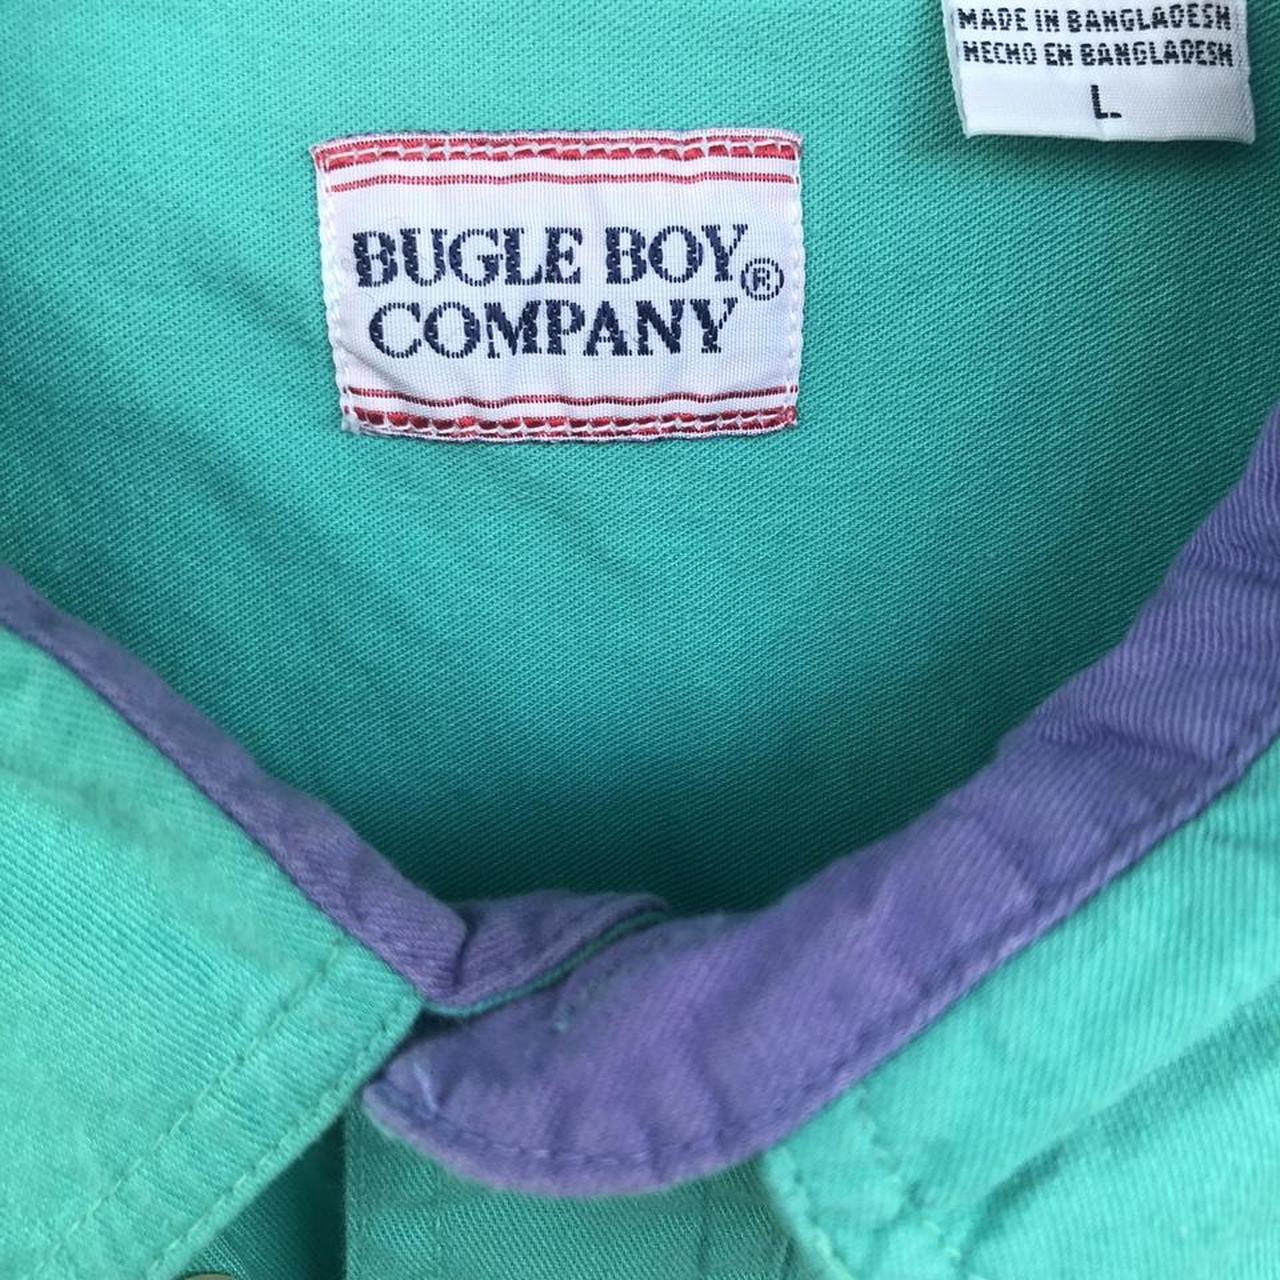 MADE IN BANGLADESH
HECHO EN BANGLADESH
L
BUGLE BOY®
COMPANY